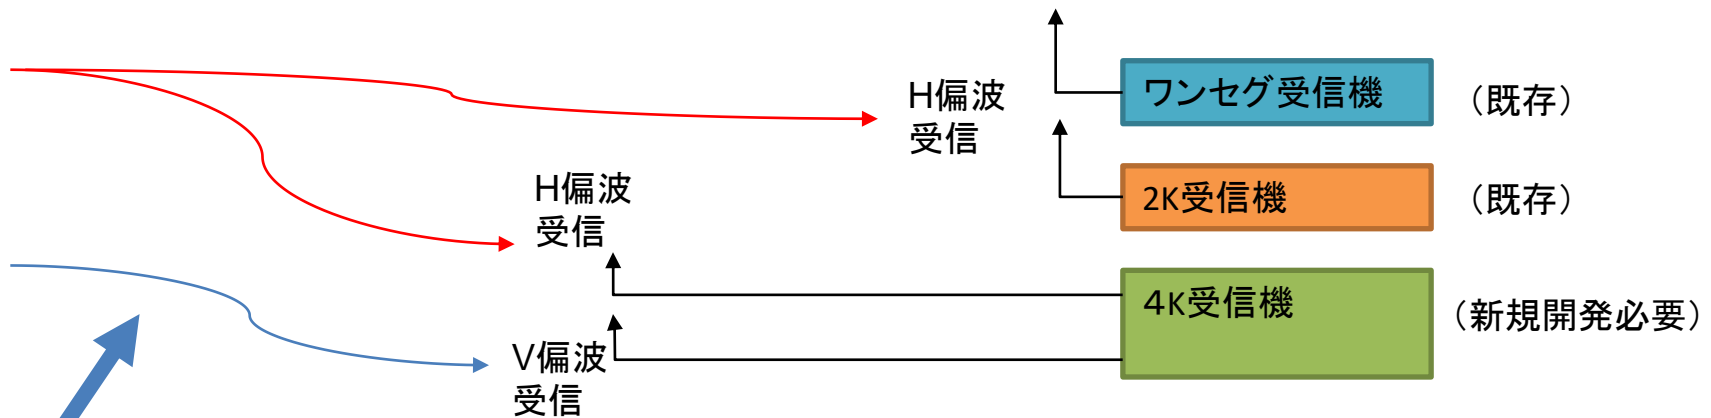 H偏波
受信
ワンセグ受信機
（既存）
H偏波
受信
2K受信機
（既存）
V偏波
受信
４K受信機
（新規開発必要）